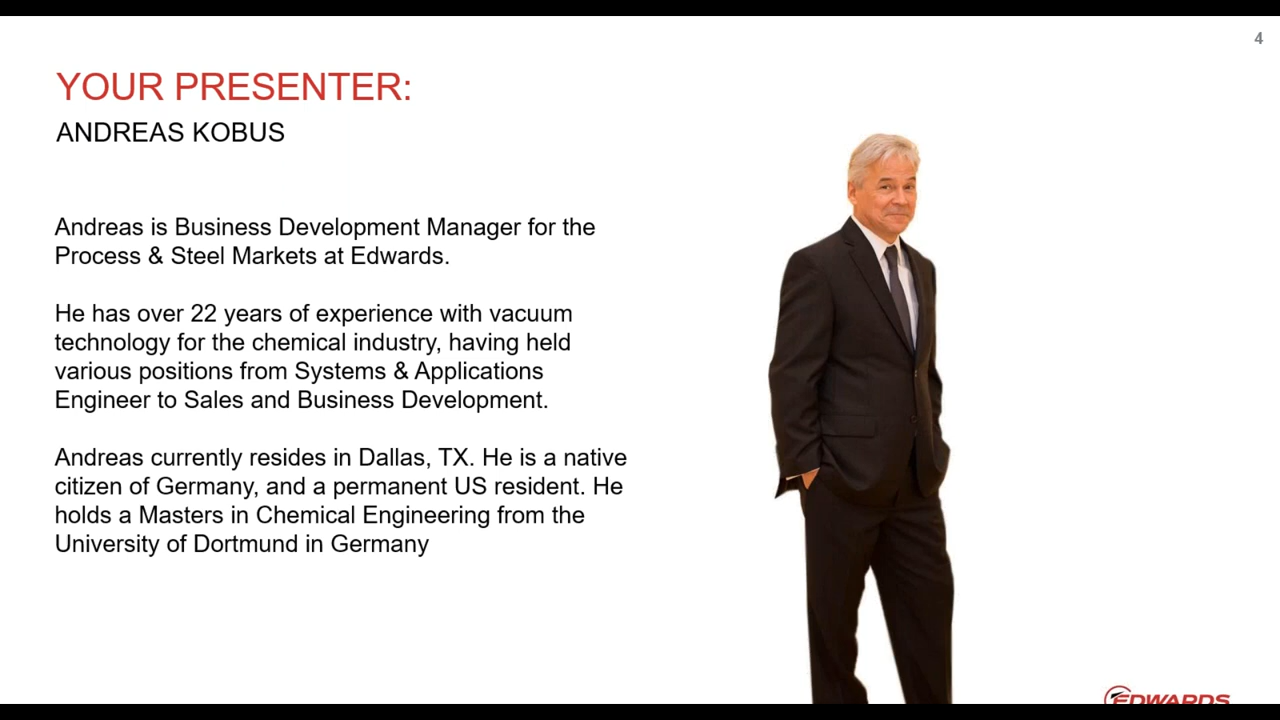 4
YOUR PRESENTER:
ANDREAS KOBUS
Andreas is Business Development Manager for the
Process & Steel Markets at Edwards.
He has over 22 years of experience with vacuum
technology for the chemical industry, having held
various positions from Systems & Applications
Engineer to Sales and Business Development.
Andreas currently resides in Dallas, TX. He is a native
citizen of Germany, and a permanent US resident. He
holds a Masters in Chemical Engineering from the
University of Dortmund in Germany
EDWARDS